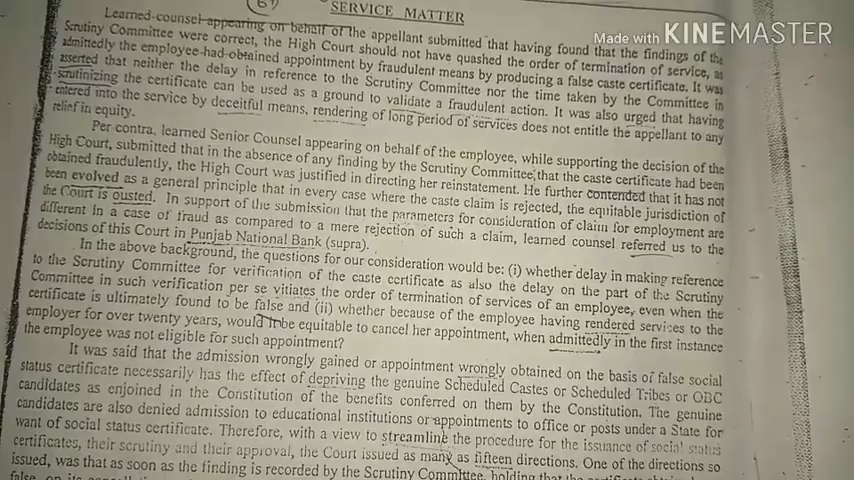 (67)
SERVICE MATTER
Made with KINEMASTER
Learned counsel appearing on behalf of the appellant submitted that having found that the findings of the
Scrutiny Committee were correct, the High Court should not have quashed the order of termination of service, as
admittedly the employee had obtained appointment by fraudulent means by producing a false caste certificate. It was
asserted that neither the delay in reference to the Scrutiny Committee nor the time taken by the Committee in
scrutinizing the certificate can be used as a ground to validate a fraudulent action. It was also urged that having
entered into the service by deceitful means, rendering of long period of services does not entitle the appellant to any
relief in equity.
Per contra, learned Senior Counsel appearing on behalf of the employee, while supporting the decision of the
High Court, submitted that in the absence of any finding by the Scrutiny Committee, that the caste certificate had been
obtained fraudulently, the High Court was justified in directing her reinstatement. He further contended that it has not
been evolved as a general principle that in every case where the caste claim is rejected, the equitable jurisdiction of
the Court is ousted. In support of the submission that the parameters for consideration of claim for employment are
different in a case of fraud as compared to a mere rejection of such a claim, learned counsel referred us to the
decisions of this Court in Punjab National Bank (supra).
In the above background, the questions for our consideration would be: (i) whether delay in making reference
to the Scrutiny Committee for verification of the caste certificate as also the delay on the part of the Scrutiny
Committee in such verification per se vitiates the order of termination of services of an employee, even when the
certificate is ultimately found to be false and (ii) whether because of the employee having rendered services to the
employer for over twenty years, would it be equitable to cancel her appointment, when admittedly in the first instance
the employee was not eligible for such appointment?
It was said that the admission wrongly gained or appointment wrongly obtained on the basis of false social
status certificate necessarily has the effect of depriving the genuine Scheduled Castes or Scheduled Tribes or OBC
candidates as enjoined in the Constitution of the benefits conferred on them by the Constitution. The genuine
candidates are also denied admission to educational institutions or appointments to office or posts under a State for
want of social status certificate. Therefore, with a view to streamline the procedure for the issuance of social status
certificates, their scrutiny and their approval, the Court issued as many as fifteen directions. One of the directions so
issued, was that as soon as the finding is recorded by the Scrutiny Committee, holding that the certificate
false, on its